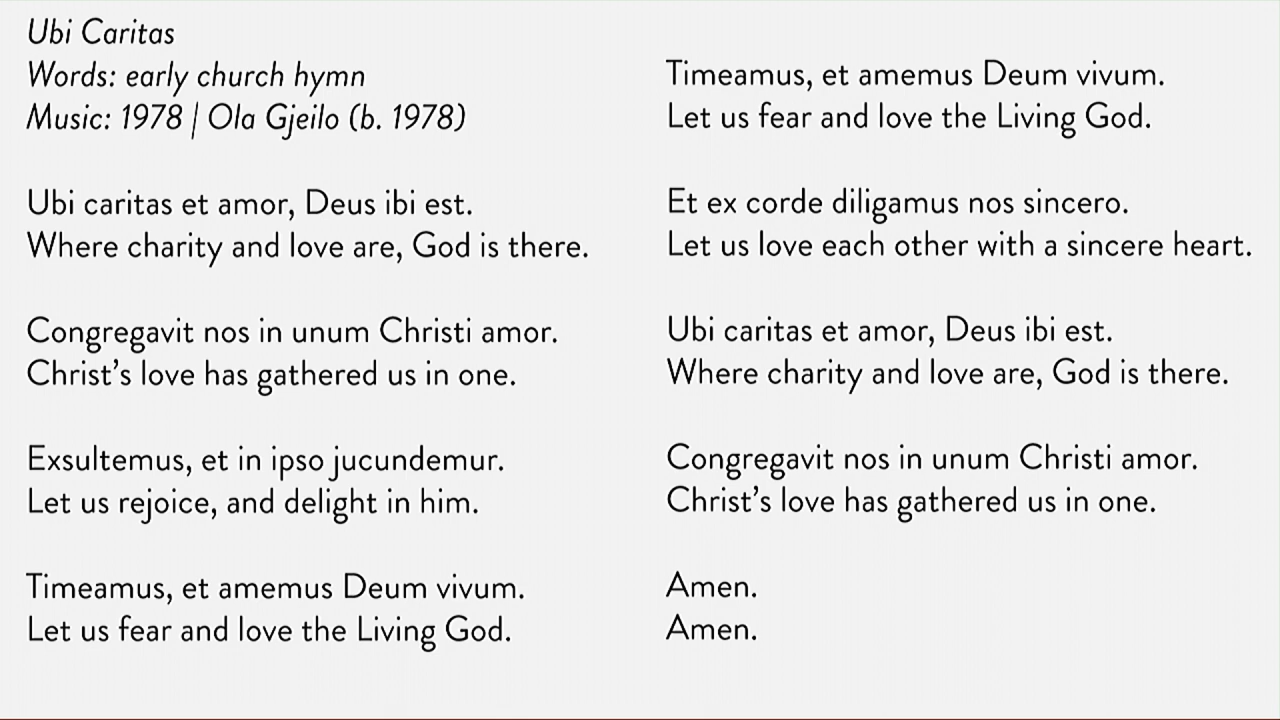 Ubi Caritas
Words: early church hymn
Music: 1978 | Ola Gjeilo (b. 1978)
Ubi caritas et amor, Deus ibi est.
Where charity and love are, God is there.
Congregavit nos in unum Christi amor.
Christ’s love has gathered us in one.
Exsultemus, et in ipso jucundemur.
Let us rejoice, and delight in him.
Timeamus, et amemus Deum vivum.
Let us fear and love the Living God.
Timeamus, et amemus Deum vivum.
Let us fear and love the Living God.
Et ex corde diligamus nos sincero.
Let us love each other with a sincere heart.
Ubi caritas et amor, Deus ibi est.
Where charity and love are, God is there.
Congregavit nos in unum Christi amor.
Christ’s love has gathered us in one.
Amen.
Amen.